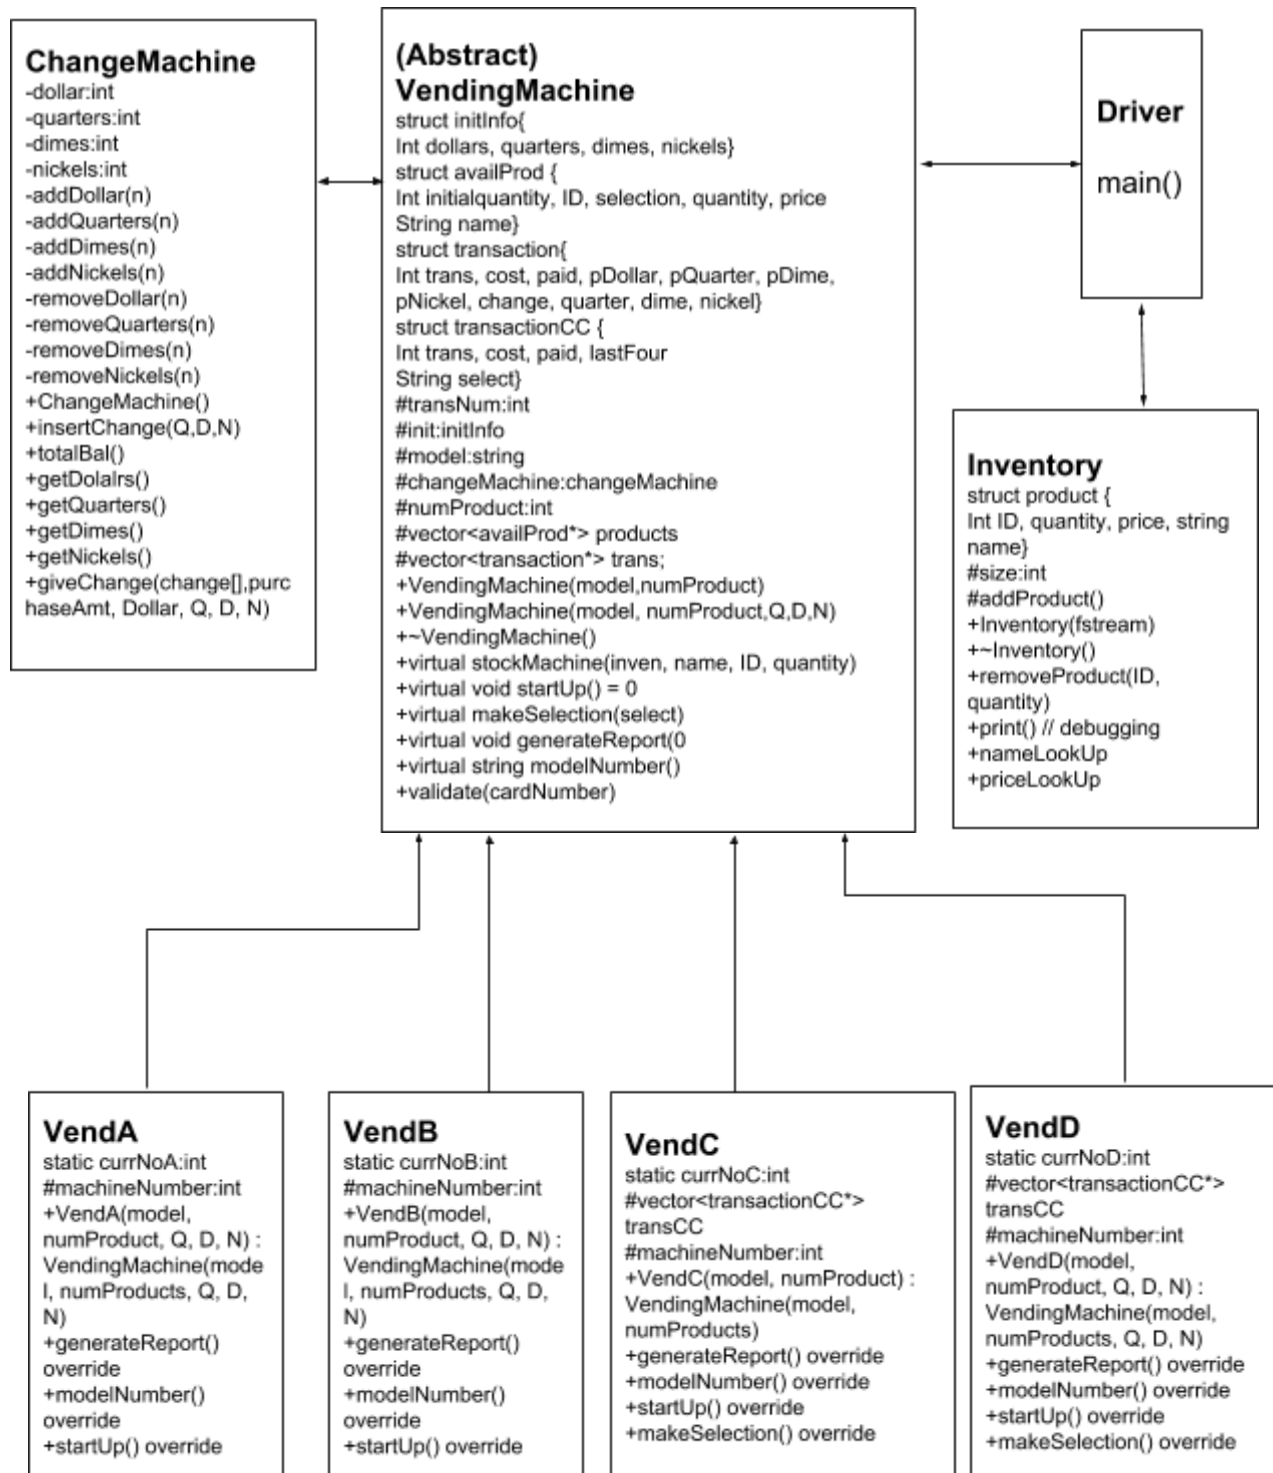 ChangeMachine
-dollar:int
-quarters:int
-dimes:int
-nickels:int
-addDollar(n)
-addQuarters(n)
-addDimes(n)
-addNickels(n)
-removeDollar(n)
-removeQuarters(n)
-removeDimes(n)
-removeNickels(n)
+ChangeMachine()
+insertChange(Q,D,N)
+totalBal()
+getDolalrs()
+getQuarters()
+getDimes()
+getNickels()
+giveChange(change[],purc
haseAmt, Dollar, Q, D, N)
(Abstract)
VendingMachine
struct initInfo{
Int dollars, quarters, dimes, nickels}
struct availProd {
Int initialquantity, ID, selection, quantity, price
String name}
struct transaction{
Int trans, cost, paid, pDollar, pQuarter, pDime,
pNickel, change, quarter, dime, nickel}
struct transactionCC {
Int trans, cost, paid, lastFour
String select}
#transNum:int
#init:initInfo
#model:string
#changeMachine:changeMachine
#numProduct:int
#vector<availProd*> products
#vector<transaction*> trans;
+VendingMachine(model,numProduct)
+VendingMachine(model, numProduct,Q,D,N)
+~VendingMachine()
+virtual stockMachine(inven, name, ID, quantity)
+virtual void startUp() = 0
+virtual makeSelection(select)
+virtual void generateReport(0
+virtual string modelNumber()
+validate(cardNumber)
Driver
main()
Inventory
struct product {
Int ID, quantity, price, string
name}
#size:int
#addProduct()
+Inventory(fstream)
+~Inventory()
+removeProduct(ID,
quantity)
+print() // debugging
+nameLookUp
+priceLookUp
VendA
static currNoA:int
#machineNumber:int
+VendA(model,
numProduct, Q, D, N) :
VendingMachine(mode
l, numProducts, Q, D,
N)
+generateReport()
override
+modelNumber()
override
+startUp() override
VendB
static currNoB:int
#machineNumber:int
+VendB(model,
numProduct, Q, D, N) :
VendingMachine(mode
l, numProducts, Q, D,
N)
+generateReport()
override
+modelNumber()
override
+startUp() override
VendC
static currNoC:int
#vector<transactionCC*>
transCC
#machineNumber:int
+VendC(model, numProduct) :
VendingMachine(model,
numProducts)
+generateReport() override
+modelNumber() override
+startUp() override
+makeSelection() override
VendD
static currNoD:int
#vector<transactionCC*>
transCC
#machineNumber:int
+VendD(model,
numProduct, Q, D, N) :
VendingMachine(model,
numProducts, Q, D, N)
+generateReport() override
+modelNumber() override
+startUp() override
+makeSelection() override